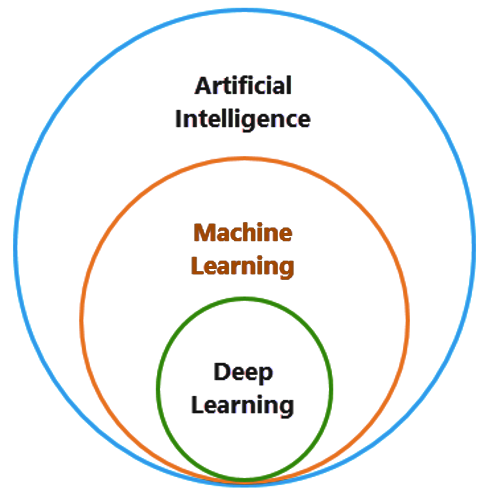 Artificial
Intelligence
Machine
Learning
Deep
Learning